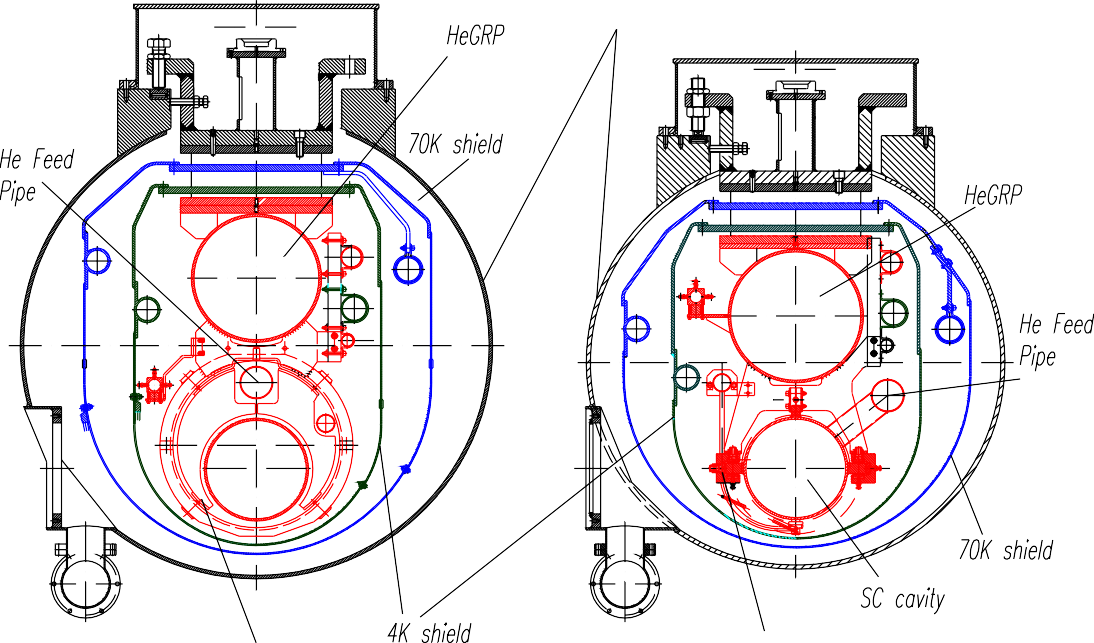 HeGRP
70K shield
He Feed
Pipe
HeGRP
He Feed
Pipe
70K shield
SC cavity
4K shield